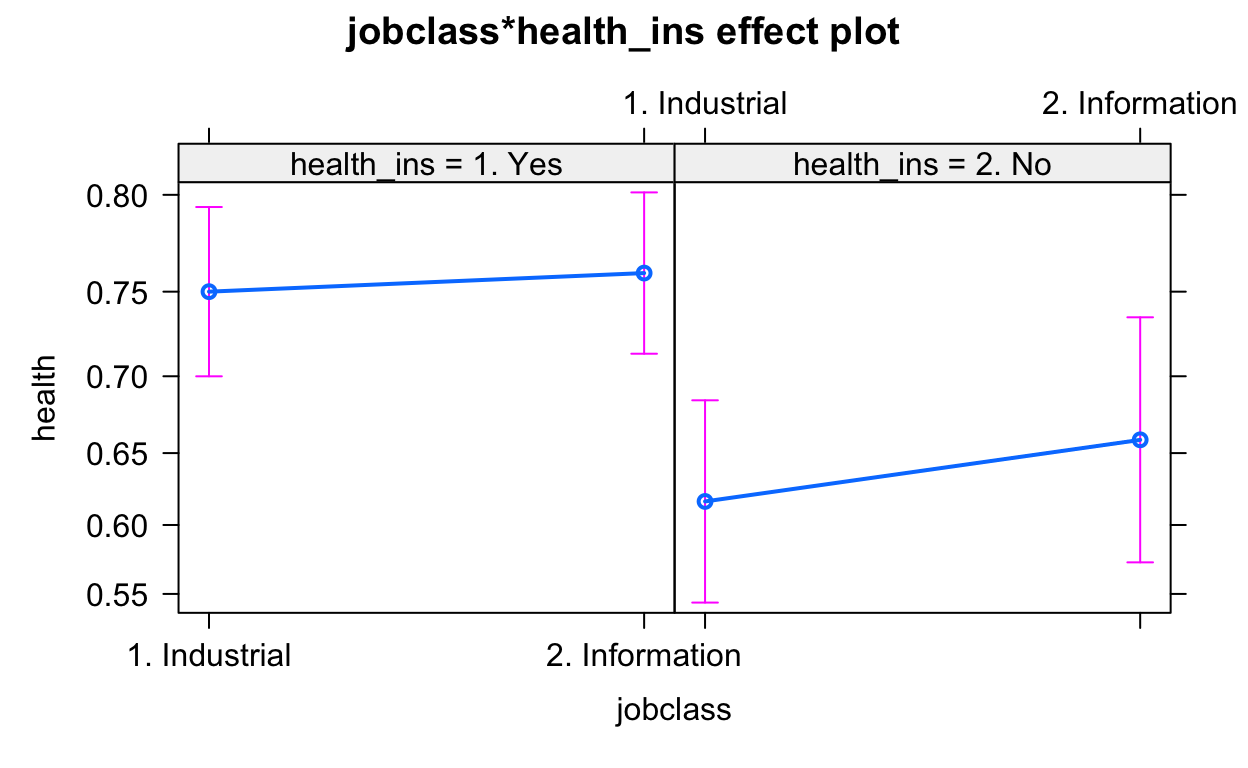 jobclass*health_ins effect plot
1. Industrial 2. Information
health_ins = 1. Yes health_ins = 2. No
0.80
0.75
0.70
0.65
0.60
0.55
health
1. Industrial 2. Information
jobclass